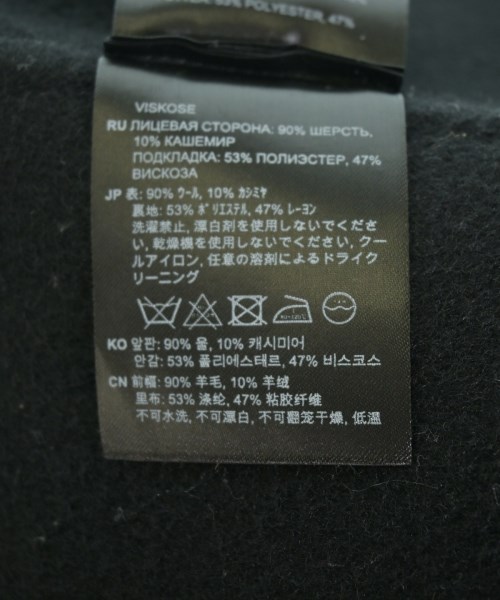 POLYESTER, 47%
VISKOSE
RU ЛИЦЕВАЯ СТОРОНА: 90% ШЕРСТЬ,
10% КАШЕМИР
ПОДКЛАДКА: 53% ПОЛИЭСТЕР, 47%
ВИСКОЗА
JP 表: 90% ウール, 10% カシミヤ
裏地: 53% ポリエステル, 47% レーヨン
洗濯禁止, 漂白剤を使用しないでくださ
い, 乾燥機を使用しないでください, クー
ルアイロン, 任意の溶剤によるドライク
リーニング
KO 앞판: 90% 울, 10% 캐시미어
안감: 53% 폴리에스테르, 47% 비스코스
CN 前幅: 90% 羊毛, 10% 羊绒
里布: 53% 涤纶, 47% 粘胶纤维
不可水洗, 不可漂白, 不可翻笼干燥, 低温